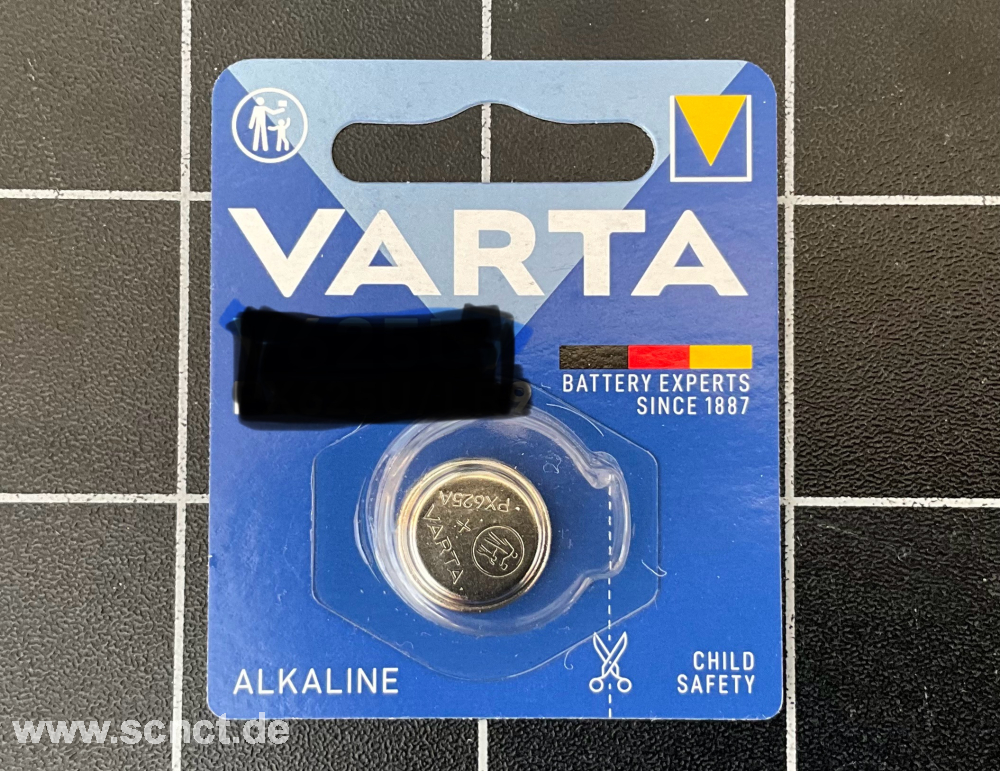 VARTA
BATTERY EXPERTS
SINCE 1887
PX625A
+
VARTA
ALKALINE
CHILD
SAFETY
www.scnct.de